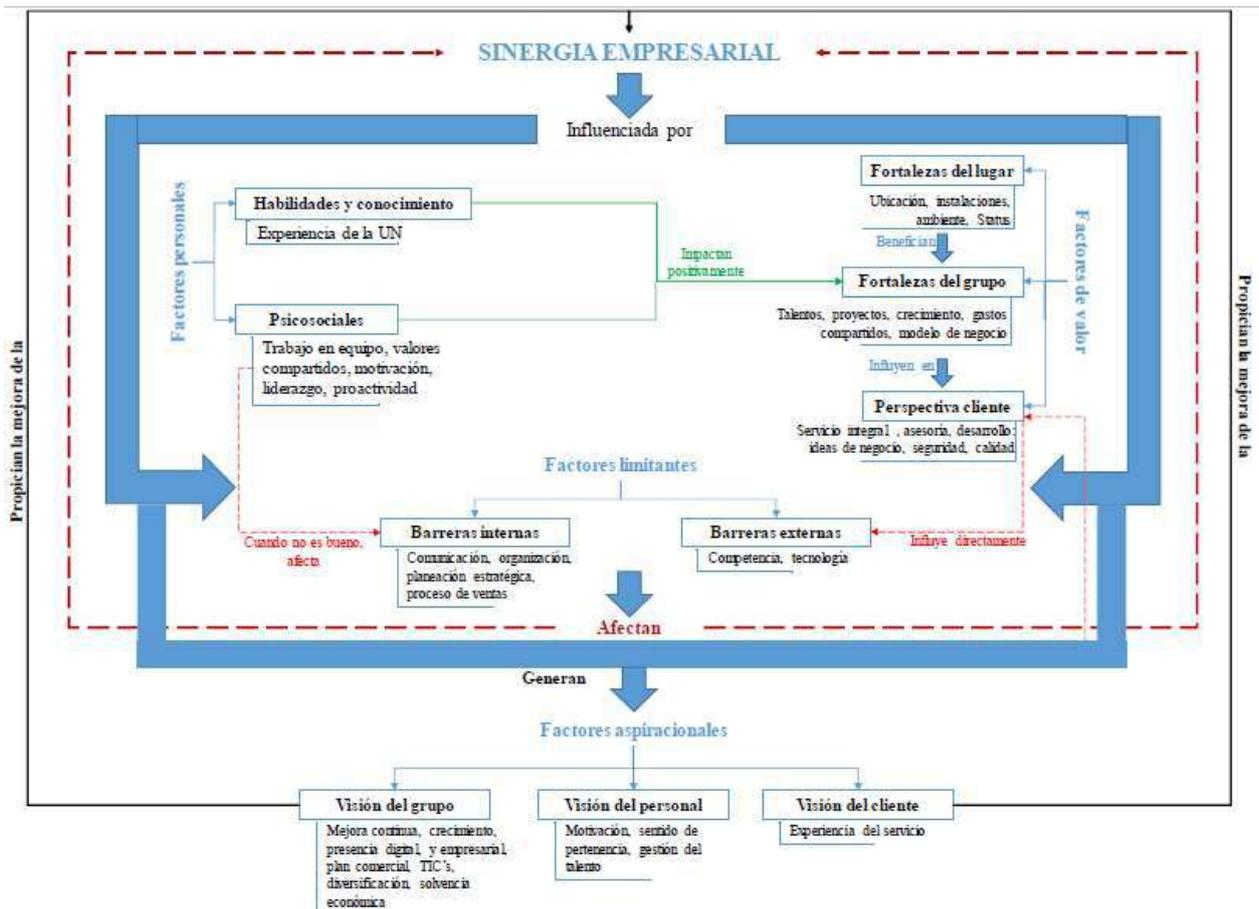 SINERGIA EMPRESARIAL
Influenciada por
Factores personales
Habilidades y conocimiento
Experiencia de la UN
Psicosociales
Trabajo en equipo, valores
compartidos, motivación,
liderazgo, proactividad
Impactan
positivamente
Fortalezas del lugar
Ubicación, instalaciones,
ambiente, Status
Benefician
Fortalezas del grupo
Talentos, proyectos, crecimiento, gastos
compartidos, modelo de negocio
Influyen en
Perspectiva cliente
Servicio integral , asesoría, desarrollo:
ideas de negocio, seguridad, calidad
Factores de valor
Propician la mejora de la
Propician la mejora de la
Factores limitantes
Barreras internas
Comunicación, organización,
planeación estratégica,
proceso de ventas
Barreras externas
Competencia, tecnología
Cuando no es bueno,
afecta
Influye directamente
Afectan
Generan
Factores aspiracionales
Visión del grupo
Mejora continua, crecimiento,
presencia digital, y empresarial,
plan comercial, TIC's,
diversificación, solvencia
económica
Visión del personal
Motivación, sentido de
pertenencia, gestión del
talento
Visión del cliente
Experiencia del servicio